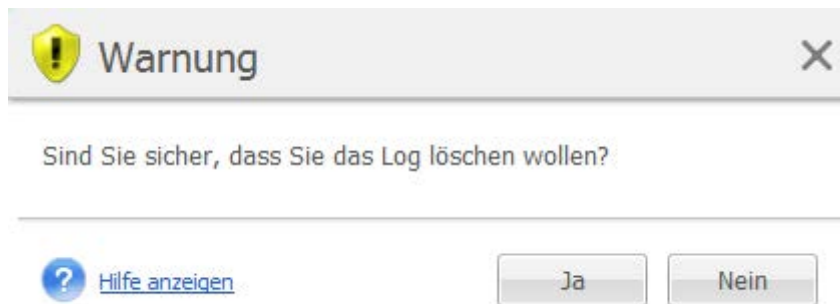 Warnung
Sind Sie sicher, dass Sie das Log löschen wollen?
Hilfe anzeigen
Ja
Nein